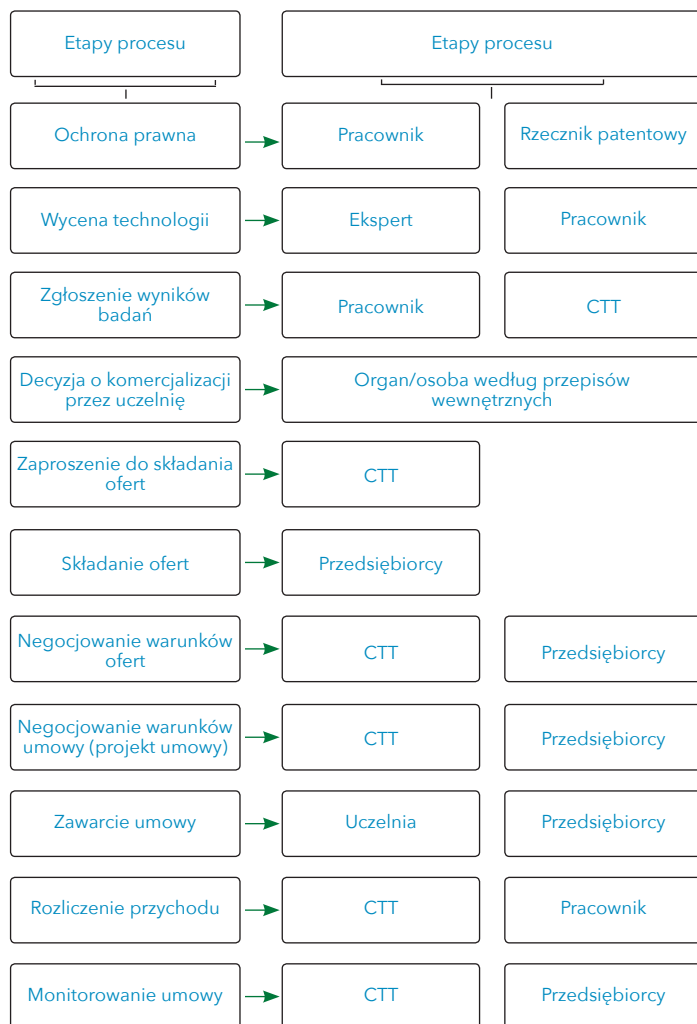 Etapy procesu
Etapy procesu
Ochrona prawna
Pracownik
Rzecznik patentowy
Wycena technologii
Ekspert
Pracownik
Zgłoszenie wyników
badań
Pracownik
CTT
Decyzja o komercjalizacji
przez uczelnię
Organ/osoba według przepisów
wewnętrznych
Zaproszenie do składania
ofert
CTT
Składanie ofert
Przedsiębiorcy
Negocjowanie warunków
ofert
CTT
Przedsiębiorcy
Negocjowanie warunków
umowy (projekt umowy)
CTT
Przedsiębiorcy
Zawarcie umowy
Uczelnia
Przedsiębiorcy
Rozliczenie przychodu
CTT
Pracownik
Monitorowanie umowy
CTT
Przedsiębiorcy